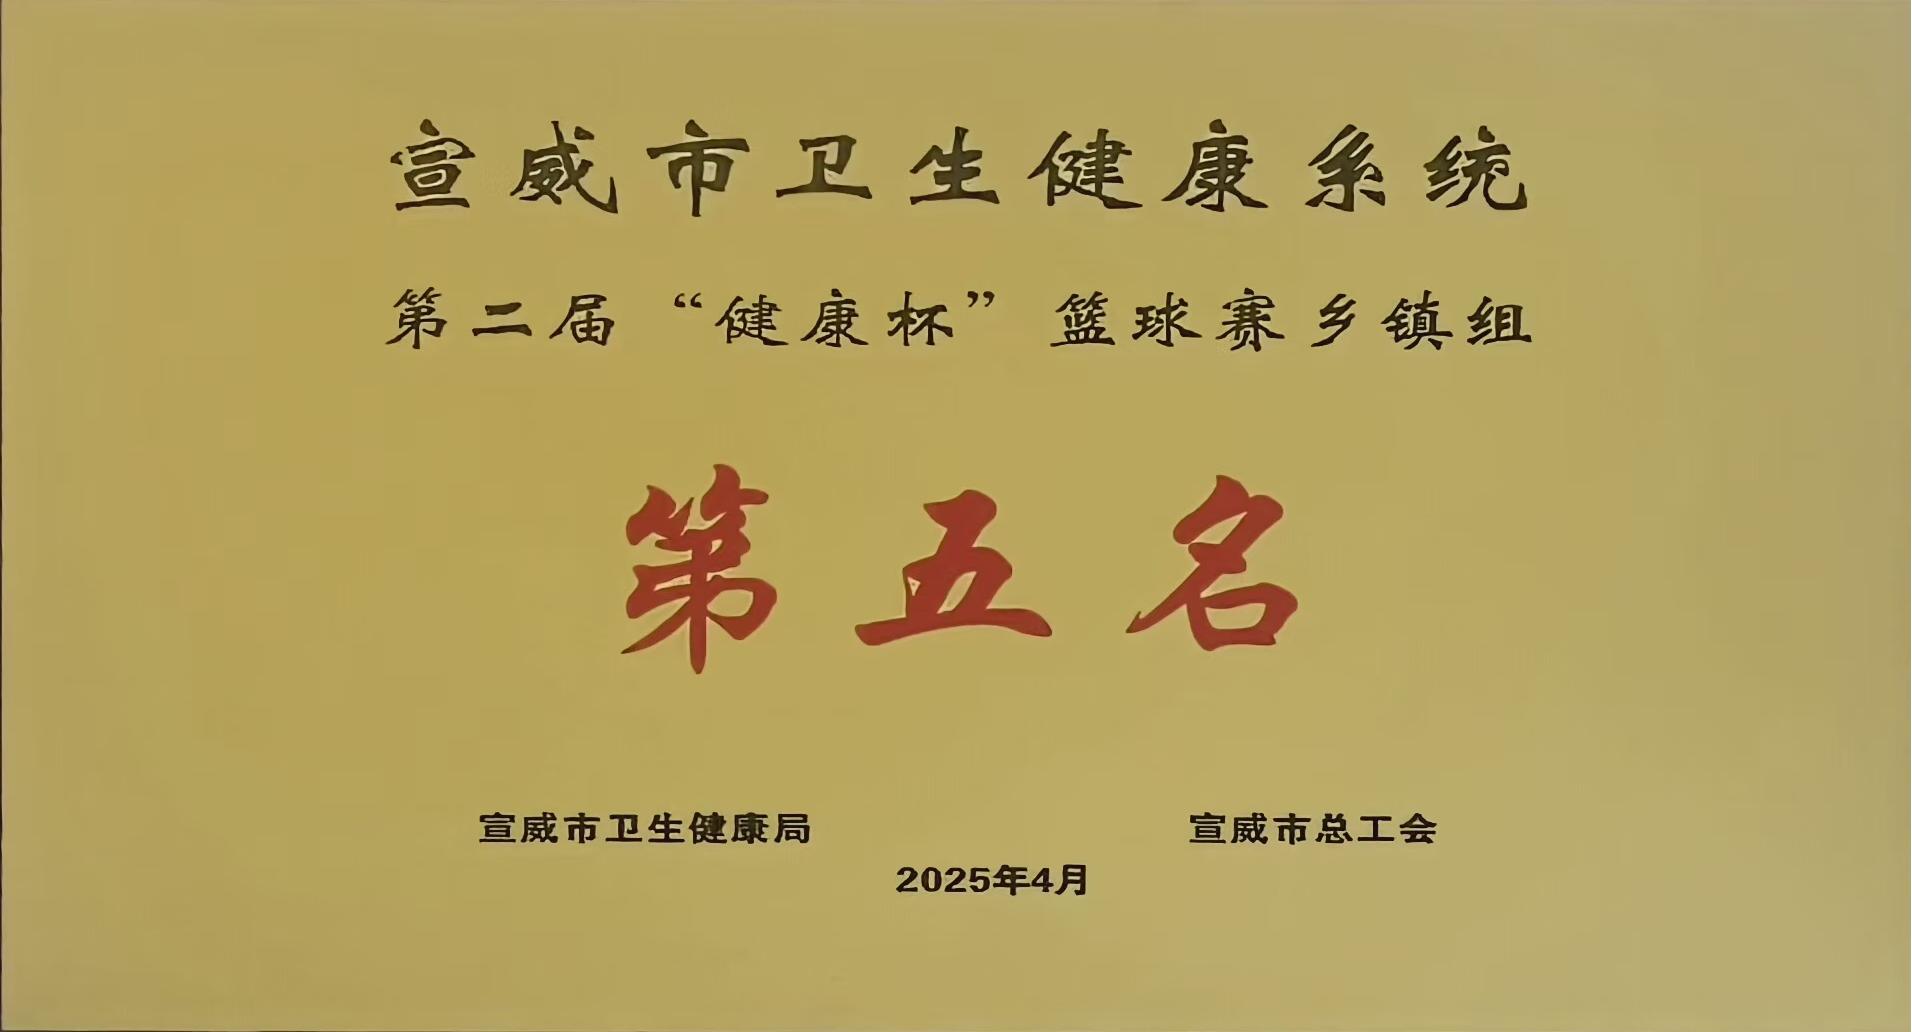 宣威市卫生健康系统
第二届“健康杯”篮球赛乡镇组
第五名
宣威市卫生健康局 宣威市总工会
2025年4月